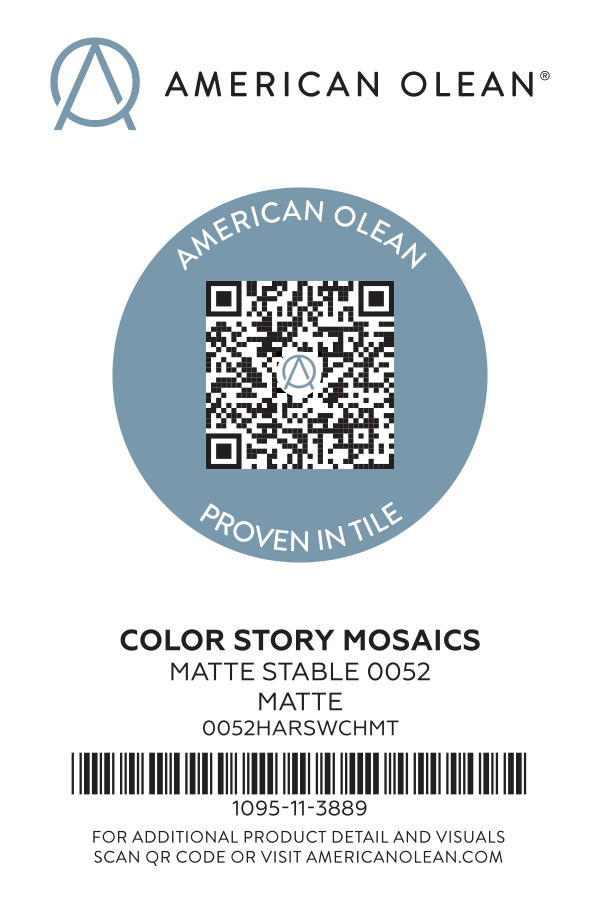 AMERICAN OLEAN®
AMERICAN OLEAN
PROVEN IN TILE
COLOR STORY MOSAICS
MATTE STABLE 0052
MATTE
0052HARSWCHMT
1095-11-3889
FOR ADDITIONAL PRODUCT DETAIL AND VISUALS
SCAN QR CODE OR VISIT AMERICANOLEAN.COM